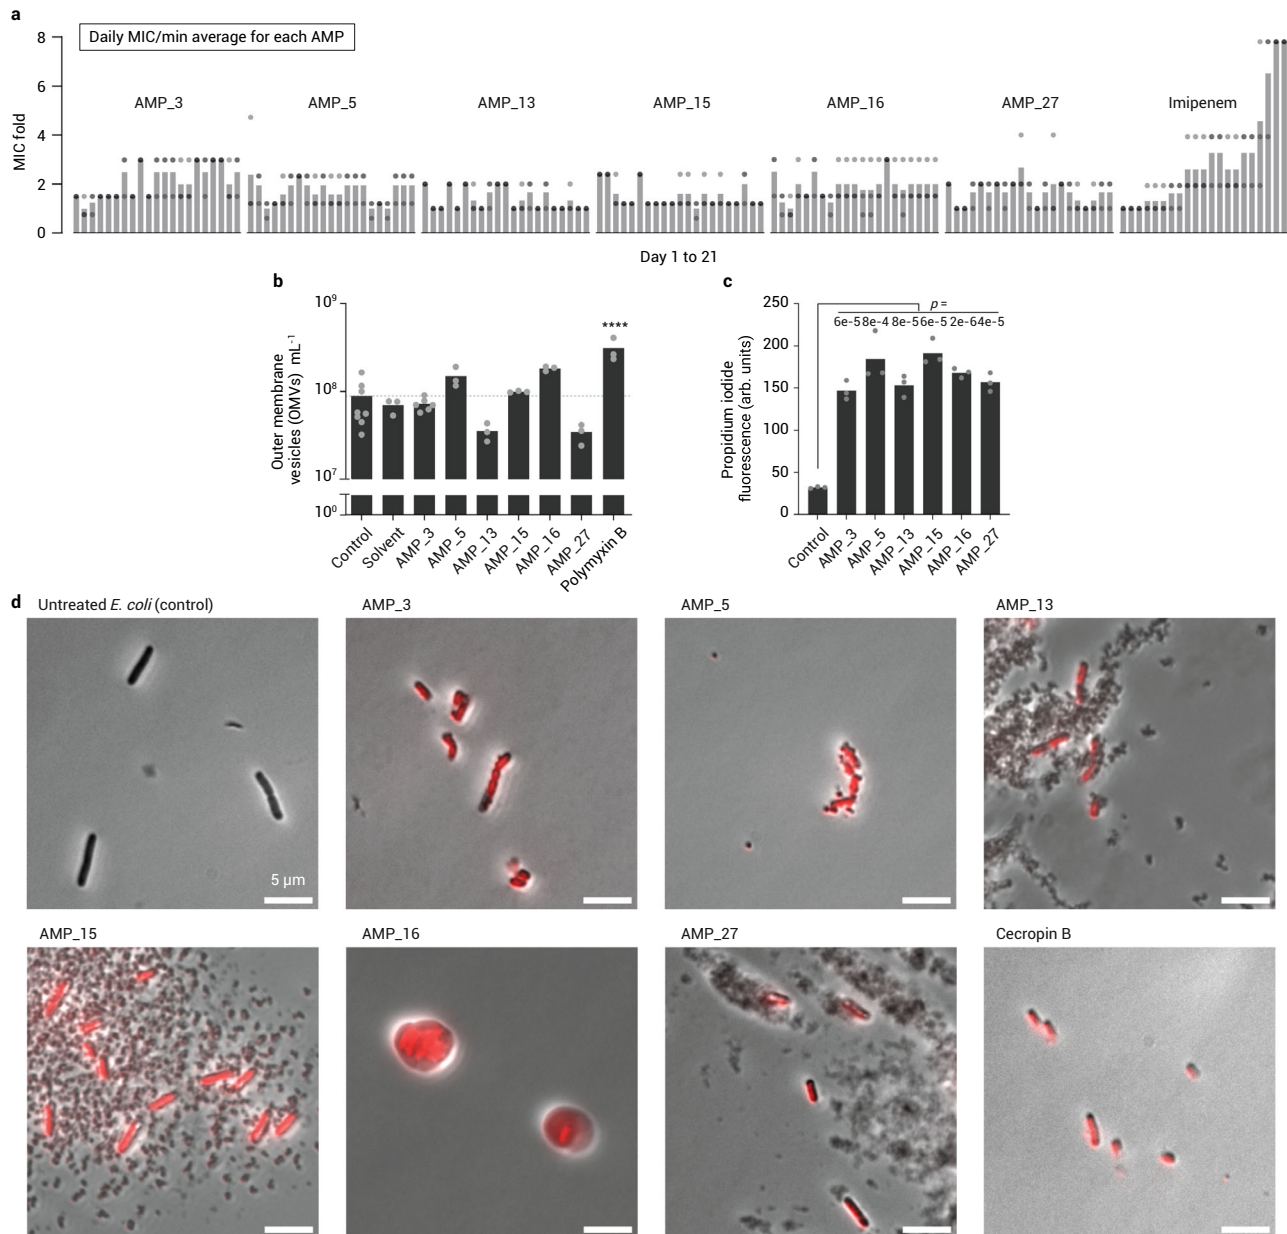 a
8
Daily MIC/min average for each AMP
6
AMP_3 AMP_5 AMP_13 AMP_15 AMP_16 AMP_27 Imipenem
4
2
0
MIC fold
Day 1 to 21
b
10⁹
10⁸
10⁷
10⁰
Outer membrane
vesicles (OMVs) mL⁻¹
****
Control
Solvent
AMP_3
AMP_5
AMP_13
AMP_15
AMP_16
AMP_27
Polymyxin B
c
250
200
150
100
50
0
Propidium iodide
fluorescence (arb. units)
p =
6e-5 8e-4 8e-5 6e-5 2e-6 4e-5
Control
AMP_3
AMP_5
AMP_13
AMP_15
AMP_16
AMP_27
d
Untreated E. coli (control)
AMP_3
AMP_5
AMP_13
5 µm
AMP_15
AMP_16
AMP_27
Cecropin B